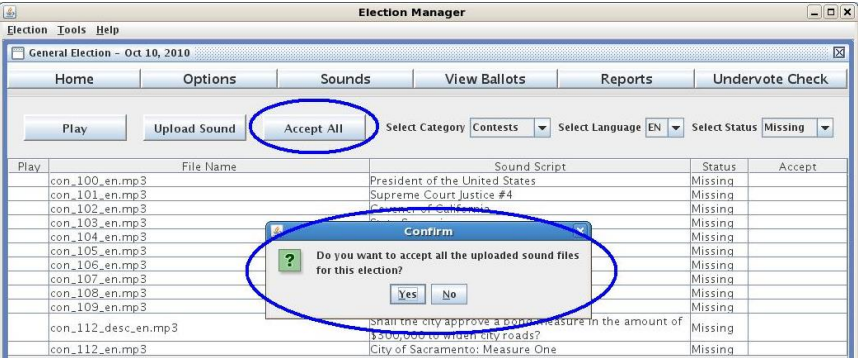 Election Manager
Election Tools Help
General Election - Oct 10, 2010
Home Options Sounds View Ballots Reports Undervote Check
Play Upload Sound Accept All Select Category Contests Select Language EN Select Status Missing
Play File Name Sound Script Status Accept
con_100_en.mp3 President of the United States Missing
con_101_en.mp3 Supreme Court Justice #4 Missing
con_102_en.mp3 of California Missing
con_103_en.mp3 Missing
con_104_en.mp3 Missing
con_105_en.mp3 Missing
con_106_en.mp3 Missing
con_107_en.mp3 Missing
con_108_en.mp3 Missing
con_109_en.mp3 Missing
Confirm
Do you want to accept all the uploaded sound files
for this election?
Yes No
con_112_desc_en.mp3 Shall the city approve a bond measure in the amount of
$300,000 to widen city roads? Missing
con_112_en.mp3 City of Sacramento: Measure One Missing